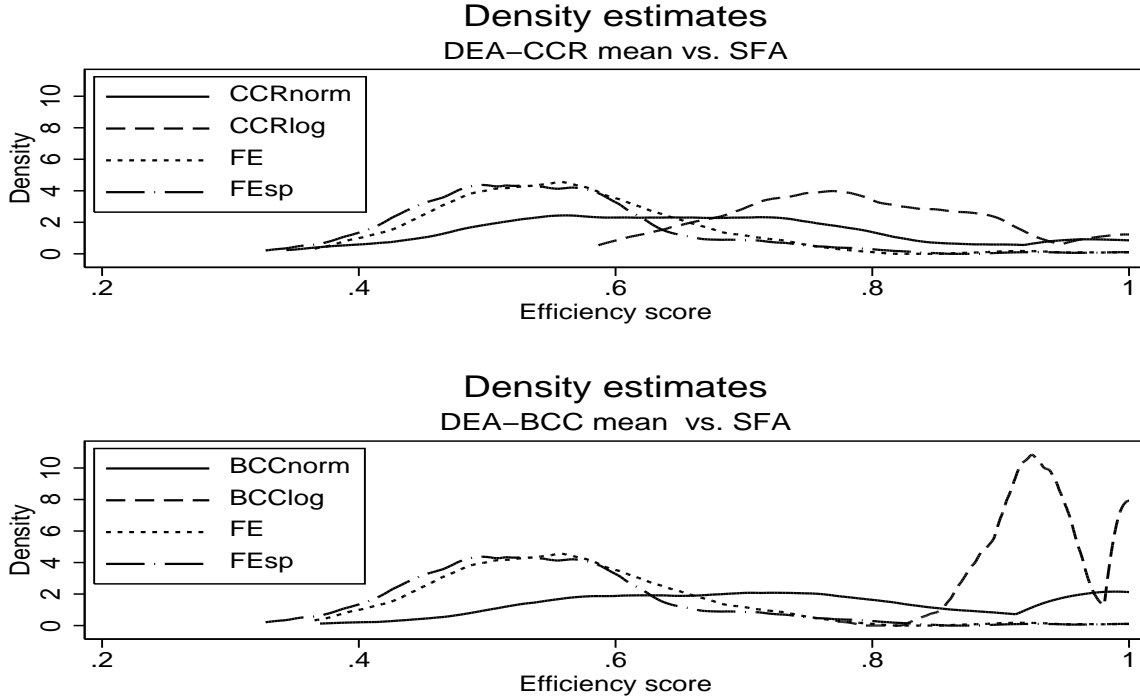 Density estimates
DEA−CCR mean vs. SFA
CCRnorm
CCRlog
FE
FEsp
Density
0 2 4 6 8 10
.2 .4 .6 .8 1
Efficiency score
Density estimates
DEA−BCC mean  vs. SFA
BCCnorm
BCClog
FE
FEsp
Density
0 2 4 6 8 10
.2 .4 .6 .8 1
Efficiency score